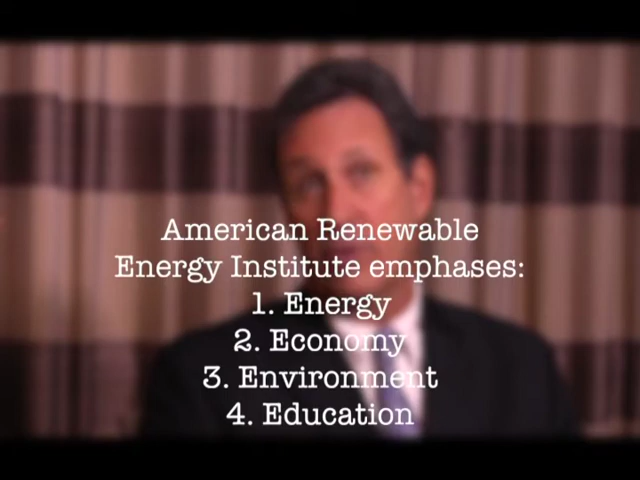 American Renewable
Energy Institute emphases:
1. Energy
2. Economy
3. Environment
4. Education